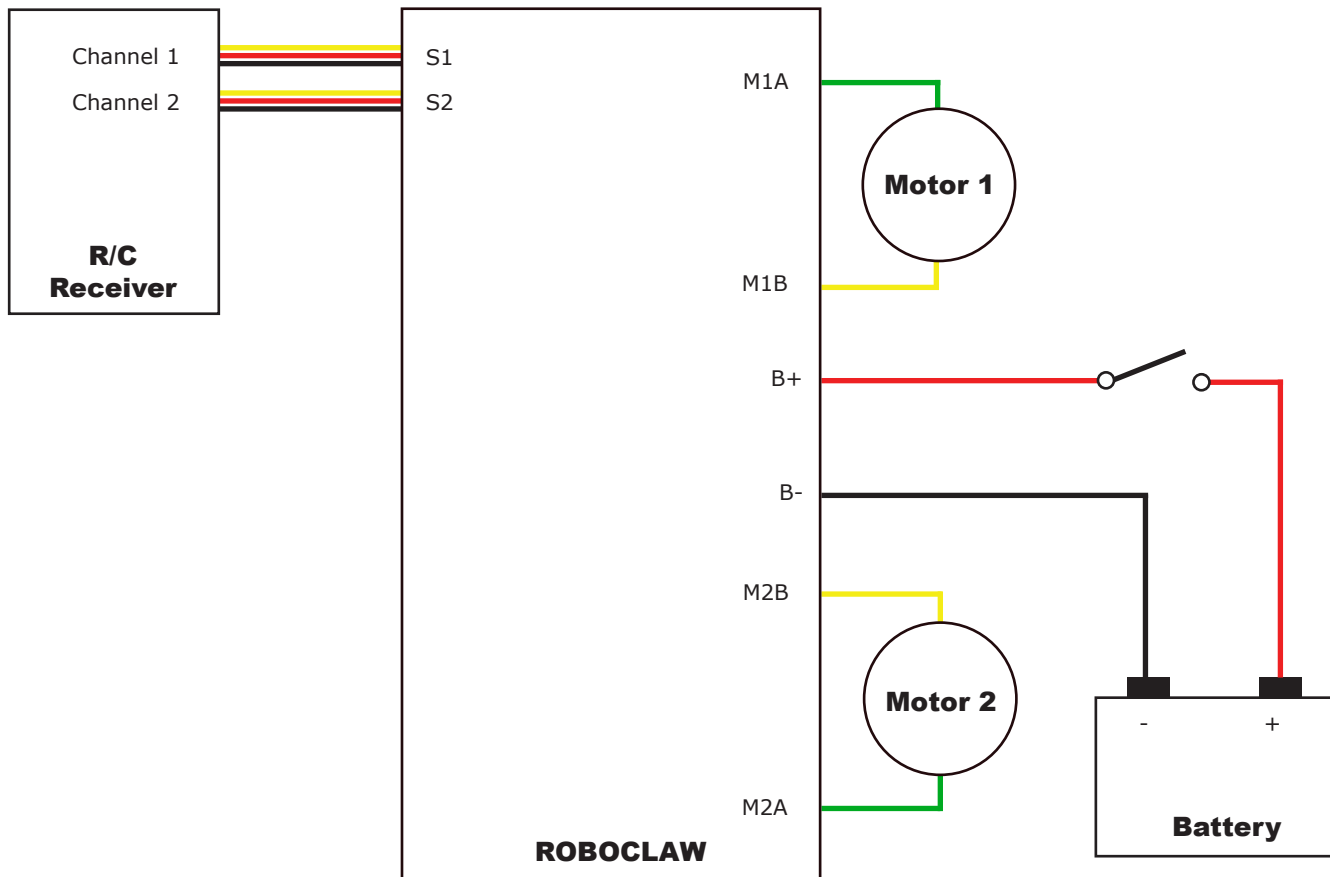 Channel 1
Channel 2
R/C
Receiver
S1
S2
M1A
M1B
B+
B-
M2B
M2A
ROBOCLAW
Motor 1
Motor 2
- +
Battery